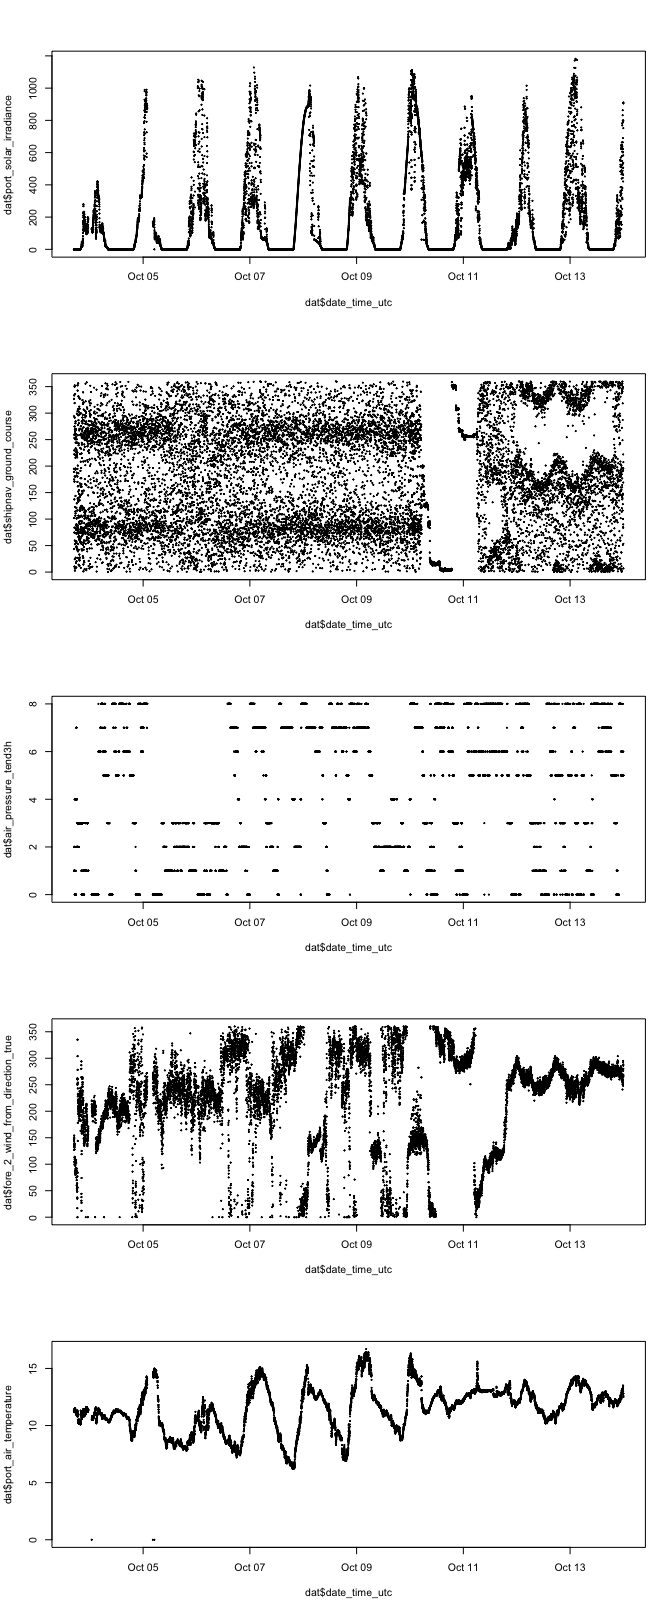 dat$port_solar_irradiance
0
200
400
600
800
1000
Oct 05 Oct 07 Oct 09 Oct 11 Oct 13
dat$date_time_utc
dat$shipnav_ground_course
0
50
100
150
200
250
300
350
Oct 05 Oct 07 Oct 09 Oct 11 Oct 13
dat$date_time_utc
dat$air_pressure_tend3h
0
2
4
6
8
Oct 05 Oct 07 Oct 09 Oct 11 Oct 13
dat$date_time_utc
dat$fore_2_wind_from_direction_true
0
50
100
150
200
250
300
350
Oct 05 Oct 07 Oct 09 Oct 11 Oct 13
dat$date_time_utc
dat$port_air_temperature
0
5
10
15
Oct 05 Oct 07 Oct 09 Oct 11 Oct 13
dat$date_time_utc